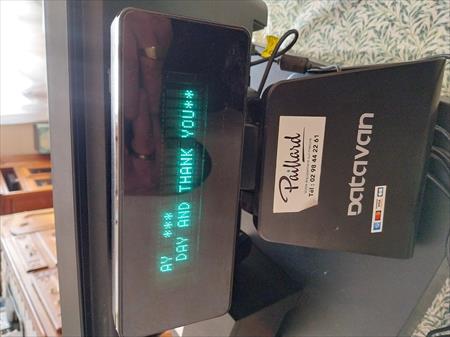 AY ***
DAY AND THANK YOU**
Paillard
Tél : 02 98 44 22 61
DATAVAN